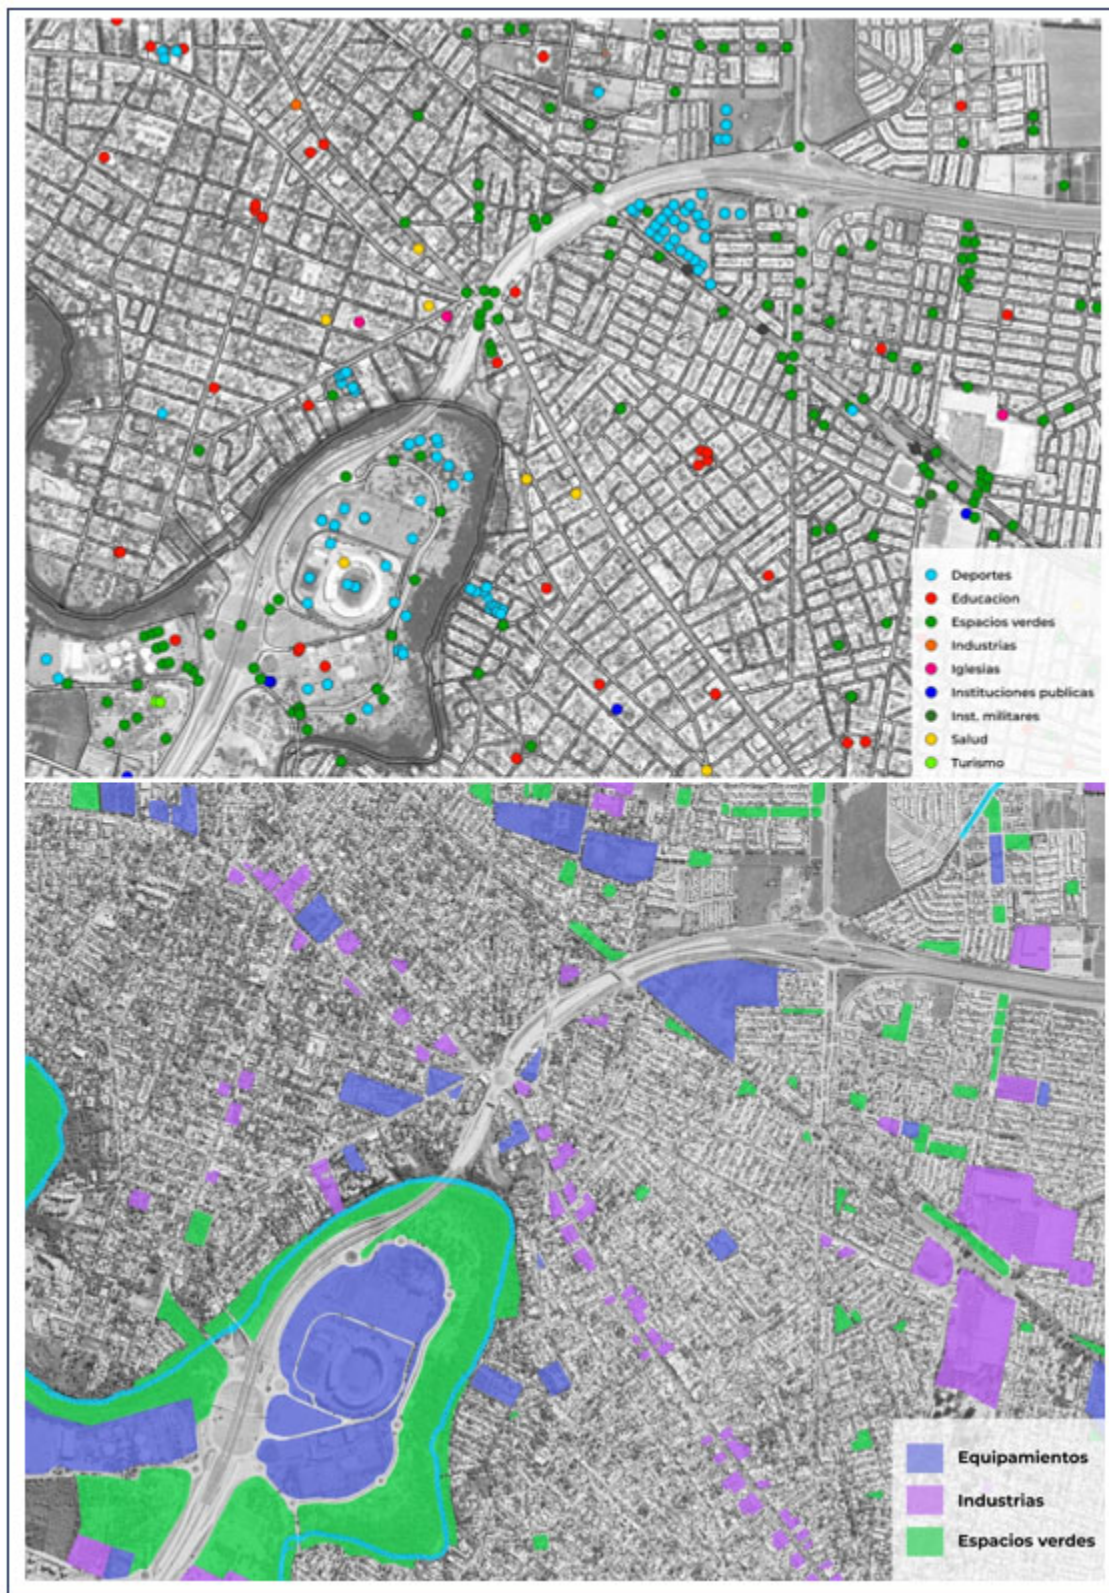 Deportes
Educacion
Espacios verdes
Industrias
Iglesias
Instituciones publicas
Inst. militares
Salud
Turismo
Equipamientos
Industrias
Espacios verdes